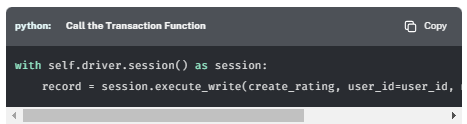 python: Call the Transaction Function Copy
with self.driver.session() as session:
record = session.execute_write(create_rating, user_id=user_id,